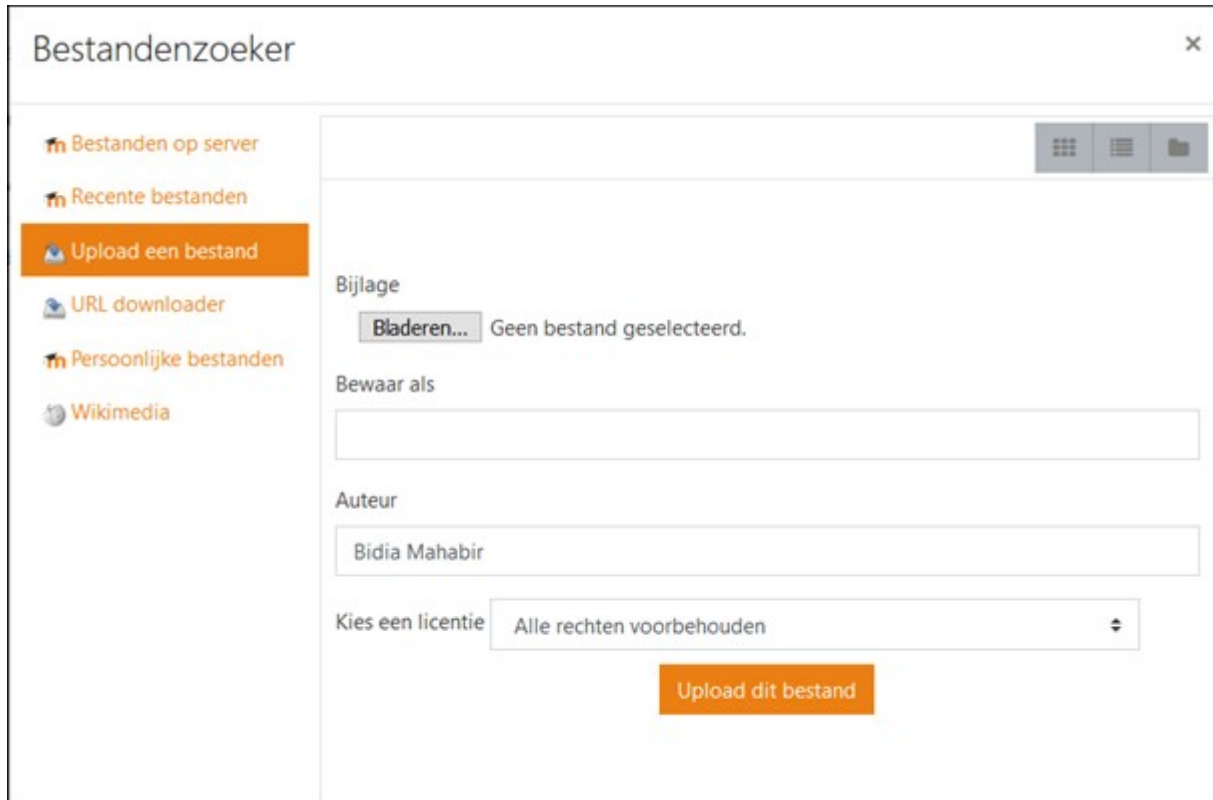 Bestandenzoeker
Bestanden op server
Recente bestanden
Upload een bestand
URL downloader
Persoonlijke bestanden
Wikimedia
Bijlage
Bladeren... Geen bestand geselecteerd.
Bewaar als
Auteur
Bidia Mahabir
Kies een licentie Alle rechten voorbehouden
Upload dit bestand